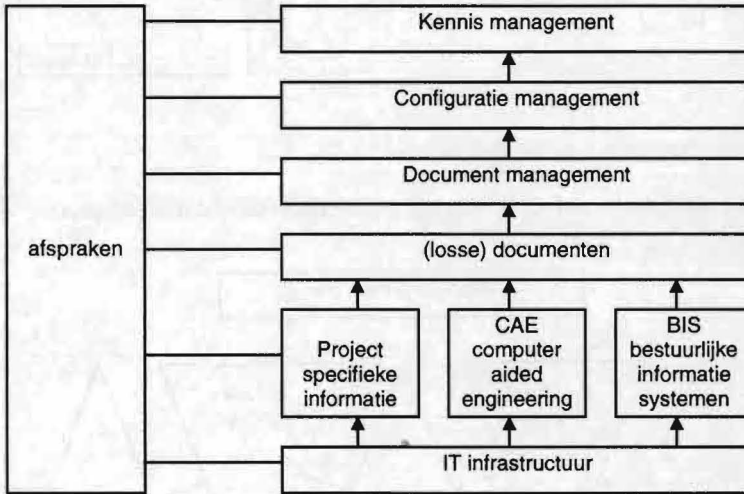 Kennis management
Configuratie management
Document management
afspraken
(losse) documenten
Project
specifieke
informatie
CAE
computer
aided
engineering
BIS
bestuurlijke
informatie
systemen
IT infrastructuur